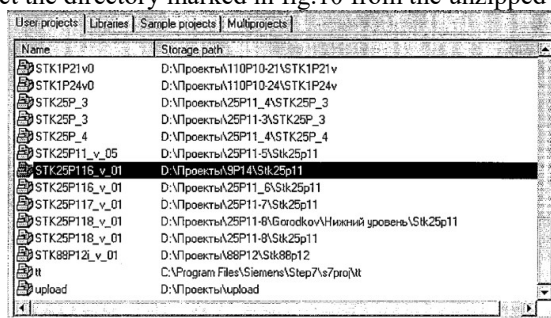 ct the directory marked in fig.10 from the unzipped
User projects Libraries Sample projects Multiprojects
Name Storage path
STK1P21v0 D:\Проекты\110P10-21\STK1P21v
STK1P24v0 D:\Проекты\110P10-24\STK1P24v
STK25P_3 D:\Проекты\25P11_4\STK25P_3
STK25P_3 D:\Проекты\25P11-3\STK25P_3
STK25P_4 D:\Проекты\25P11_4\STK25P_4
STK25P11_v_05 D:\Проекты\25P11-5\Stk25p11
STK25P116_v_01 D:\Проекты\9P14\Stk25p11
STK25P116_v_01 D:\Проекты\25P11_6\Stk25p11
STK25P117_v_01 D:\Проекты\25P11-7\Stk25p11
STK25P118_v_01 D:\Проекты\25P11-8\Gorodkov\Нижний уровень\Stk25p11
STK25P118_v_01 D:\Проекты\25P11-8\Stk25p11
STK88P12i_v_01 D:\Проекты\88P12\Stk88p12
tt C:\Program Files\Siemens\Step7\s7proj\tt
upload D:\Проекты\upload